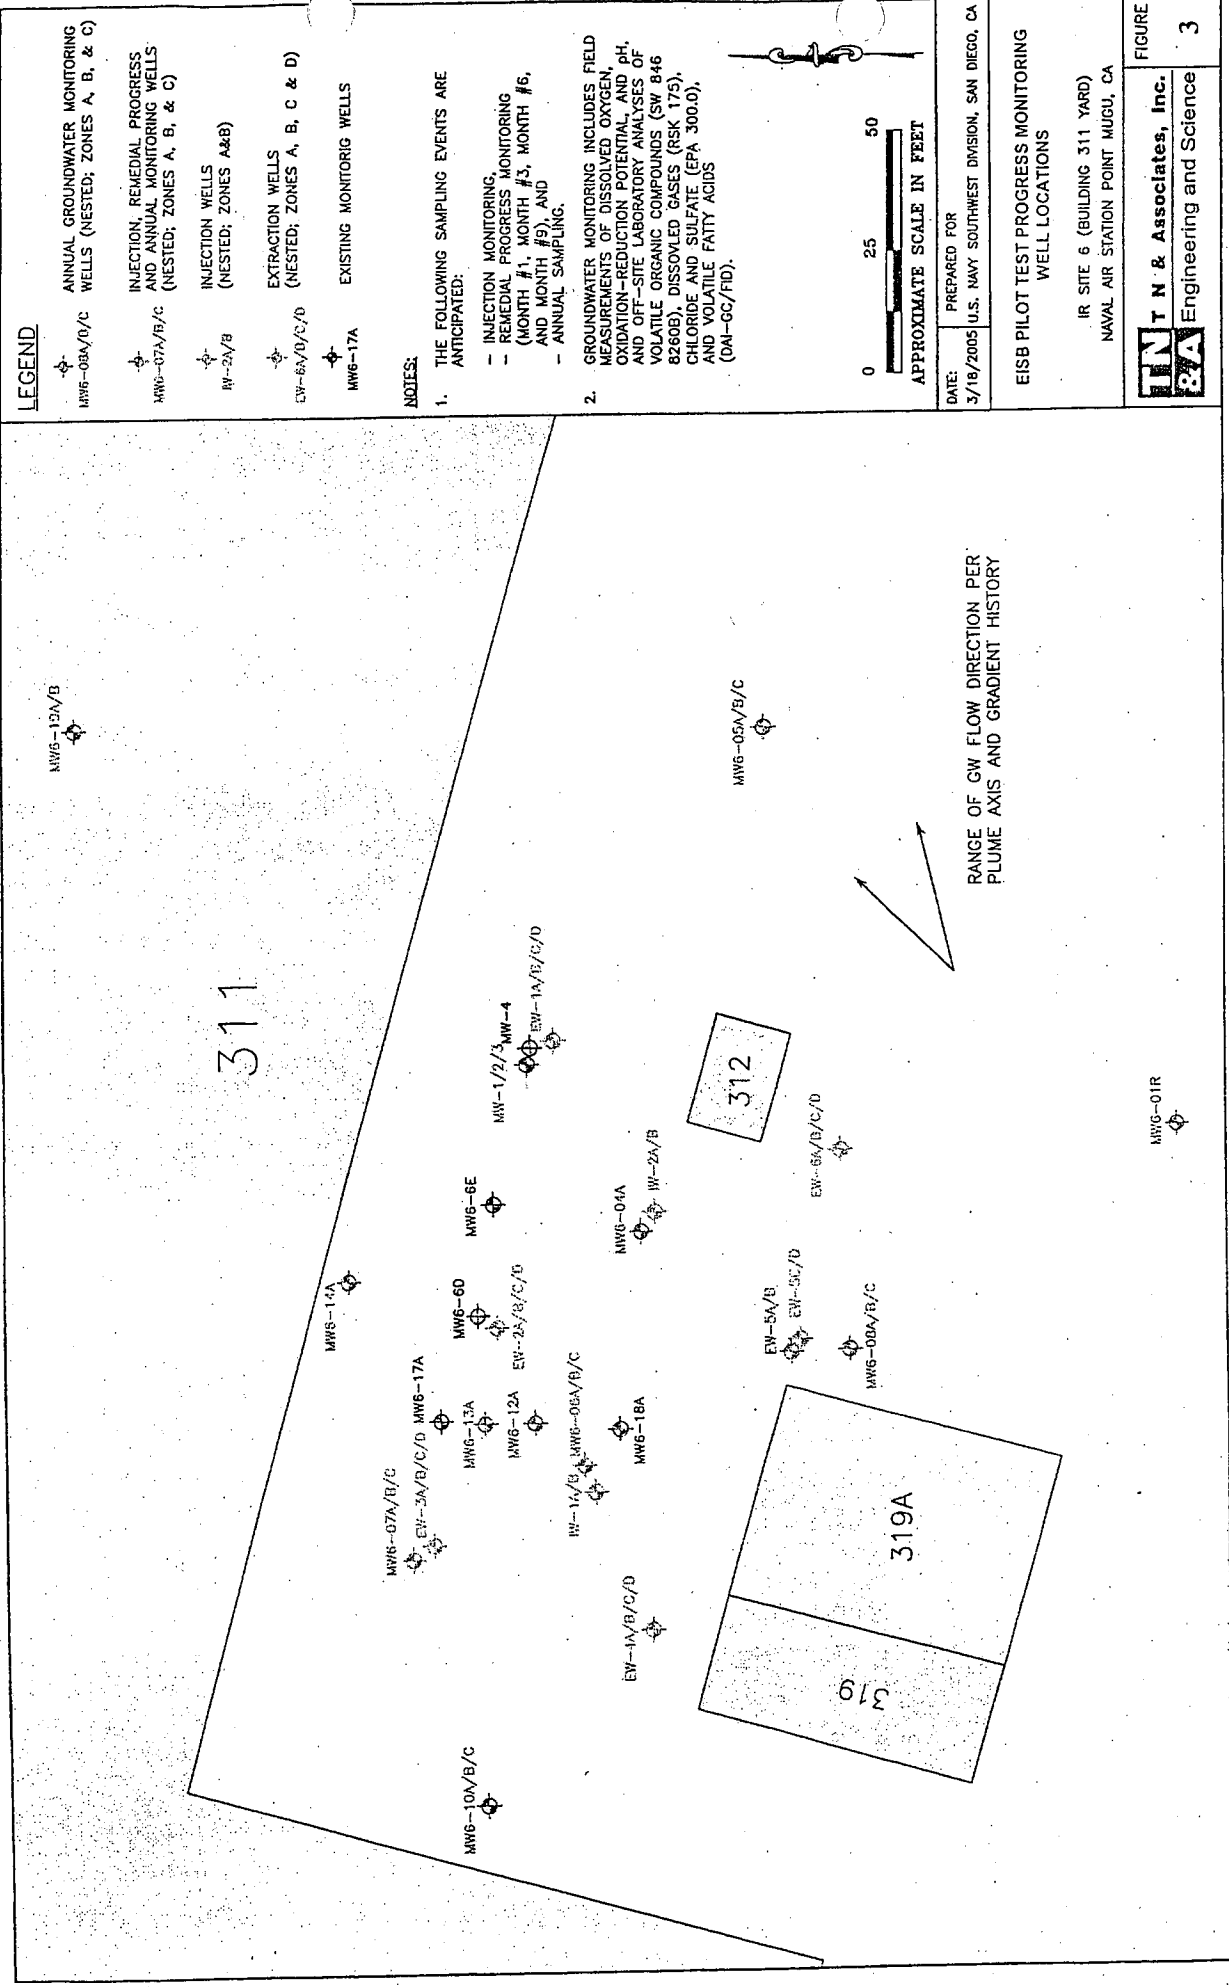 LEGEND
MW6-08A/B/C
ANNUAL GROUNDWATER MONITORING
WELLS (NESTED; ZONES A, B, & C)
MW6-07A/B/C
INJECTION, REMEDIAL PROGRESS
AND ANNUAL MONITORING WELLS
(NESTED; ZONES A, B, & C)
IW-2A/B
INJECTION WELLS
(NESTED; ZONES A&B)
EW-6A/B/C/D
EXTRACTION WELLS
(NESTED; ZONES A, B, C & D)
MW6-17A
EXISTING MONITORIG WELLS
NOTES:
1. THE FOLLOWING SAMPLING EVENTS ARE
ANTICIPATED:
- INJECTION MONITORING,
- REMEDIAL PROGRESS MONITORING
(MONTH #1, MONTH #3, MONTH #6,
AND MONTH #9), AND
- ANNUAL SAMPLING.
2. GROUNDWATER MONITORING INCLUDES FIELD
MEASUREMENTS OF DISSOLVED OXYGEN,
OXIDATION-REDUCTION POTENTIAL, AND pH,
AND OFF-SITE LABORATORY ANALYSES OF
VOLATILE ORGANIC COMPOUNDS (SW 846
8260B), DISSOVLED GASES (RSK 175),
CHLORIDE AND SULFATE (EPA 300.0),
AND VOLATILE FATTY ACIDS
(DAI-GC/FID).
0 25 50
APPROXIMATE SCALE IN FEET
DATE:
3/18/2005
PREPARED FOR
U.S. NAVY SOUTHWEST DIVISION, SAN DIEGO, CA
EISB PILOT TEST PROGRESS MONITORING
WELL LOCATIONS
IR SITE 6 (BUILDING 311 YARD)
NAVAL AIR STATION POINT MUGU, CA
TN
&A
T N & Associates, Inc.
Engineering and Science
FIGURE
3
MW6-19A/B
311
MW6-05A/B/C
RANGE OF GW FLOW DIRECTION PER
PLUME AXIS AND GRADIENT HISTORY
MW-1/2/3
MW-4
EW-1A/B/C/D
312
MW6-6E
MW6-04A
IW-2A/B
EW-6A/B/C/D
MW6-01R
MW6-14A
MW6-6D
EW-2A/B/C/D
EW-5A/B
EW-5C/D
MW6-08A/B/C
MW6-17A
MW6-13A
MW6-12A
MW6-18A
MW6-07A/B/C
EW-3A/B/C/D
IW-1A/B
MW6-06A/B/C
EW-4A/B/C/D
319A
319
MW6-10A/B/C